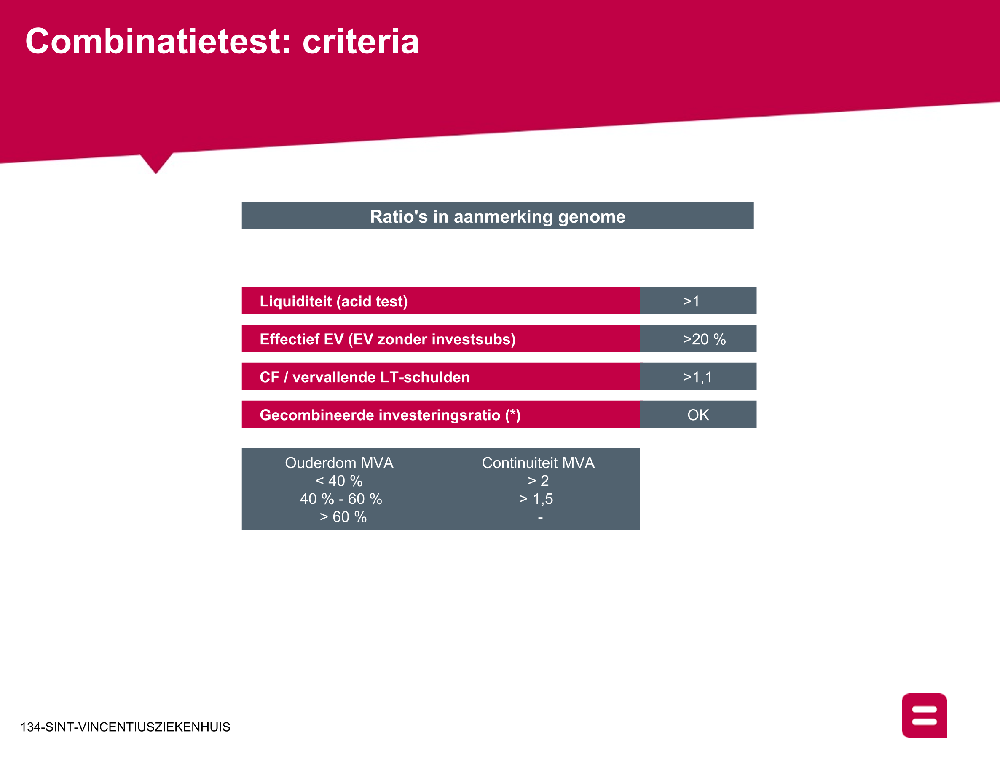 Combinatietest: criteria
Ratio's in aanmerking genome
Liquiditeit (acid test) >1
Effectief EV (EV zonder investsubs) >20 %
CF / vervallende LT-schulden >1,1
Gecombineerde investeringsratio (*) OK
Ouderdom MVA Continuiteit MVA
< 40 % > 2
40 % - 60 % > 1,5
> 60 % -
134-SINT-VINCENTIUSZIEKENHUIS